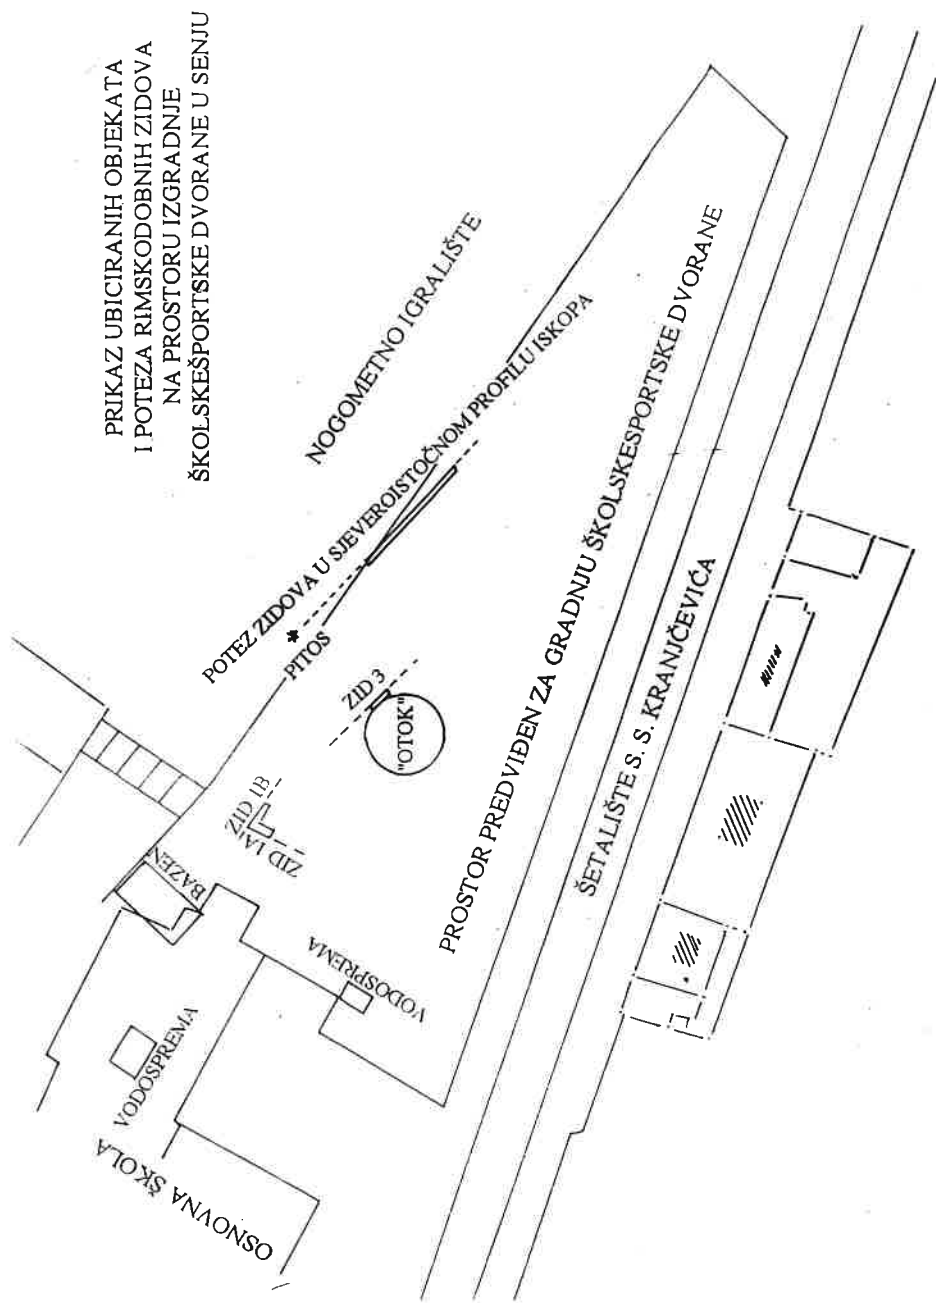 PRIKAZ UBICIRANIH OBJEKATA
I POTEZA RIMSKODOBNIH ZIDOVA
NA PROSTORU IZGRADNJE
ŠKOLSKEŠPORTSKE DVORANE U SENJU
NOGOMETNO IGRALIŠTE
POTEZ ZIDOVA U SJEVEROISTOČNOM PROFILU ISKOPA
PITOS
ZID 3
"OTOK"
ZID 1B
ZID 1A
BAZEN
VODOSPREMA
VODOSPREMA
OSNOVNA ŠKOLA
PROSTOR PREDVIĐEN ZA GRADNJU ŠKOLSKESPORTSKE DVORANE
ŠETALIŠTE S. S. KRANJČEVIĆA